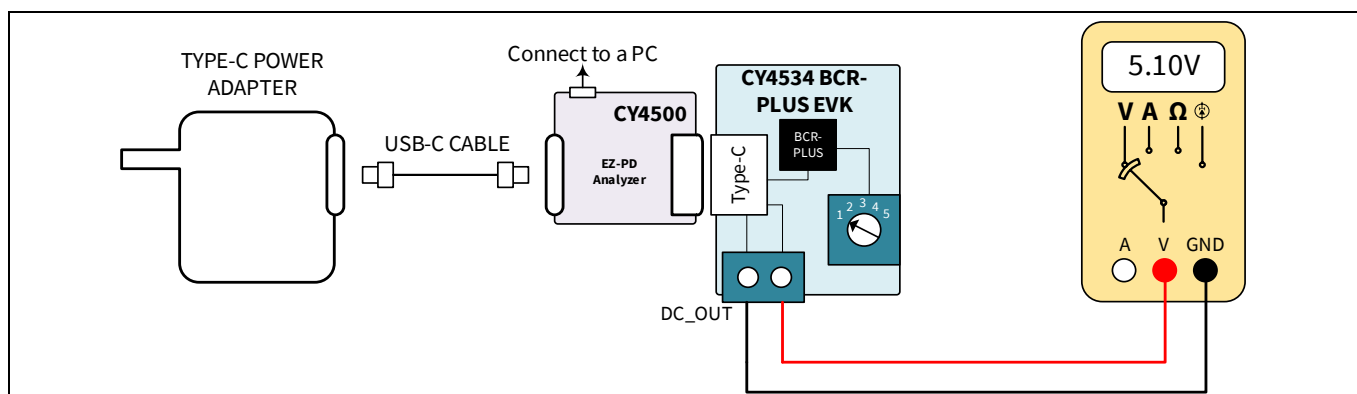 TYPE-C POWER
ADAPTER
USB-C CABLE
Connect to a PC
CY4500
EZ-PD
Analyzer
CY4534 BCR-
PLUS EVK
BCR-
PLUS
Type-C
1 2 3 4 5
DC_OUT
5.10V
V A Ω
A V GND